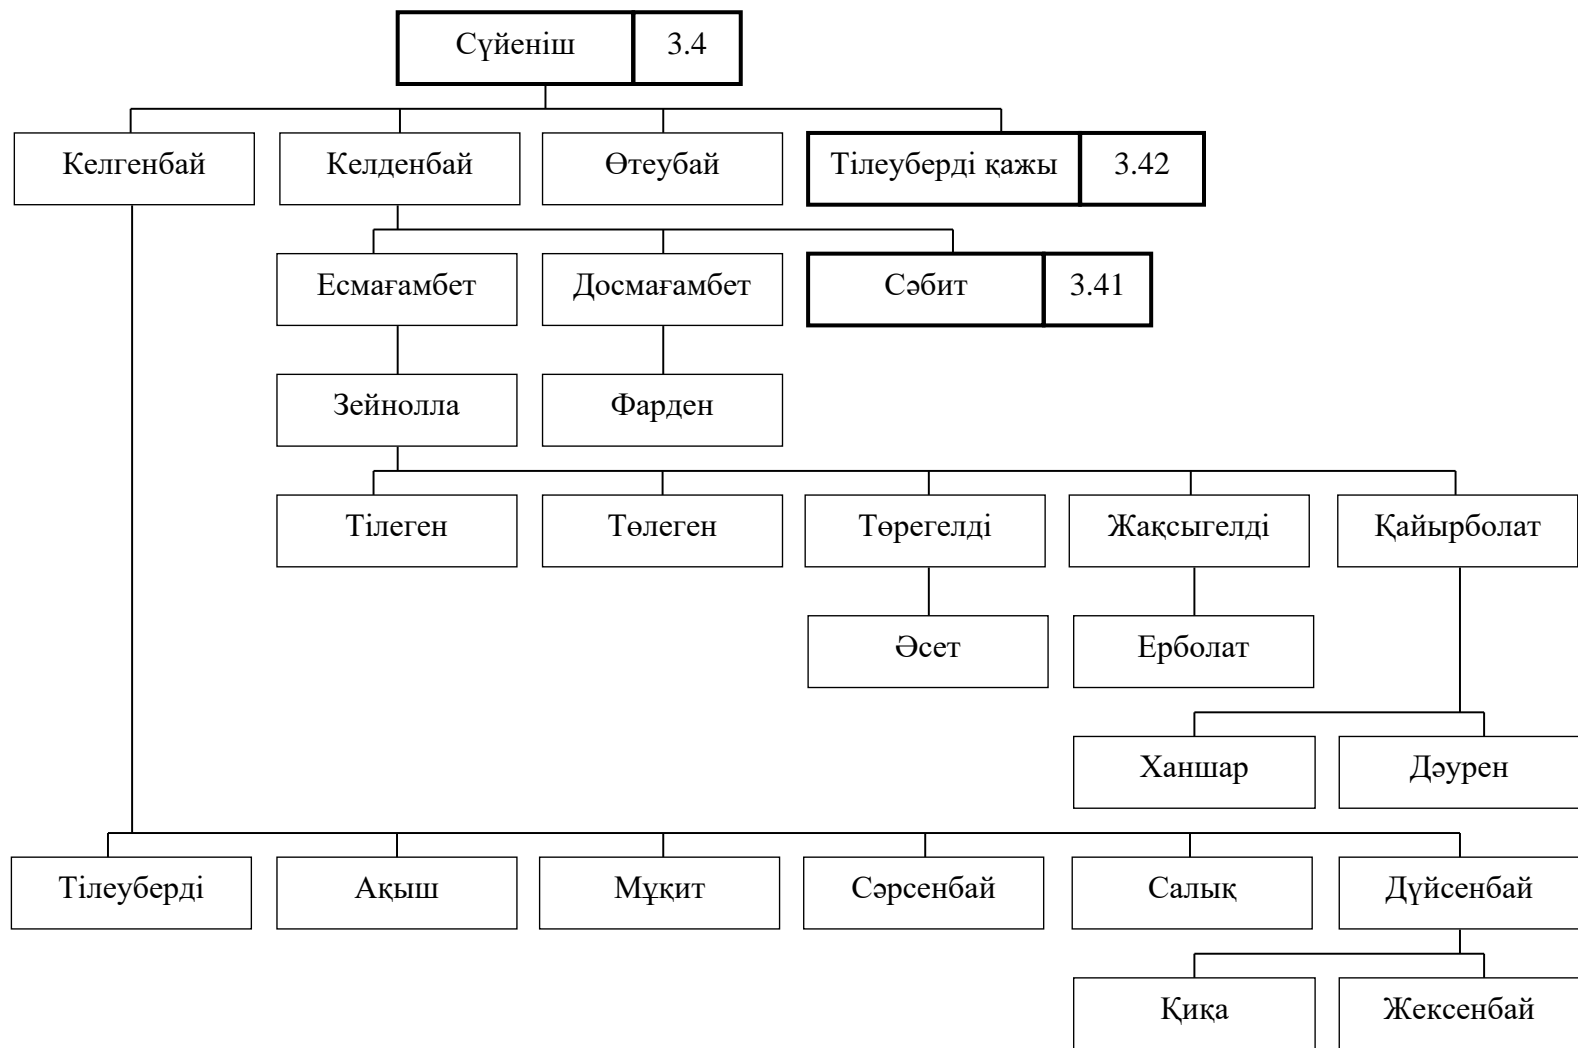 Сүйеніш 3.4
Келгенбай Келденбай Өтеубай Тілеуберді қажы 3.42
Есмағамбет Досмағамбет Сәбит 3.41
Зейнолла Фарден
Тілеген Төлеген Төрегелді Жақсыгелді Қайырболат
Әсет Ерболат
Ханшар Дәурен
Тілеуберді Ақыш Мұқит Сәрсенбай Салық Дүйсенбай
Қиқа Жексенбай